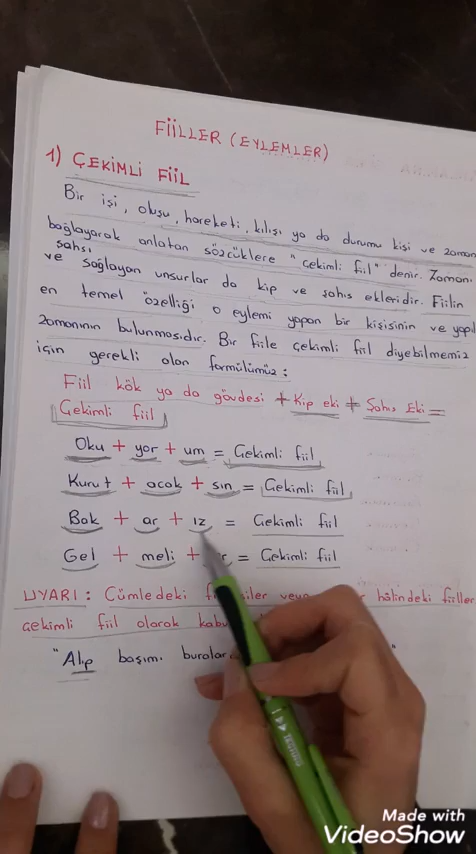 FİİLLER (EYLEMLER)
1) ÇEKİMLİ FİİL
Bir işi, oluşu, hareketi, kılışı ya da durumu kişi ve zaman
bağlayarak anlatan sözcüklere "çekimli fiil" denir. Zaman
şahsı
ve sağlayan unsurlar da kip ve şahıs ekleridir. Fiilin
en temel özelliği o eylemi yapan bir kişisinin ve yapıl
zamanının bulunmasıdır. Bir fiile çekimli fiil diyebilmemiz
için gerekli olan formülümüz:
Fiil kök ya da gövdesi + Kip eki + Şahıs Eki =
Çekimli fiil
Oku + yor + um = Çekimli fiil
Kurut + acak + sın = Çekimli fiil
Bak + ar + ız = Çekimli fiil
Gel + meli + = Çekimli fiil
UYARI: Cümledeki hâlindeki fiiller
çekimli fiil olarak
"Alıp başımı
Made with
VideoShow